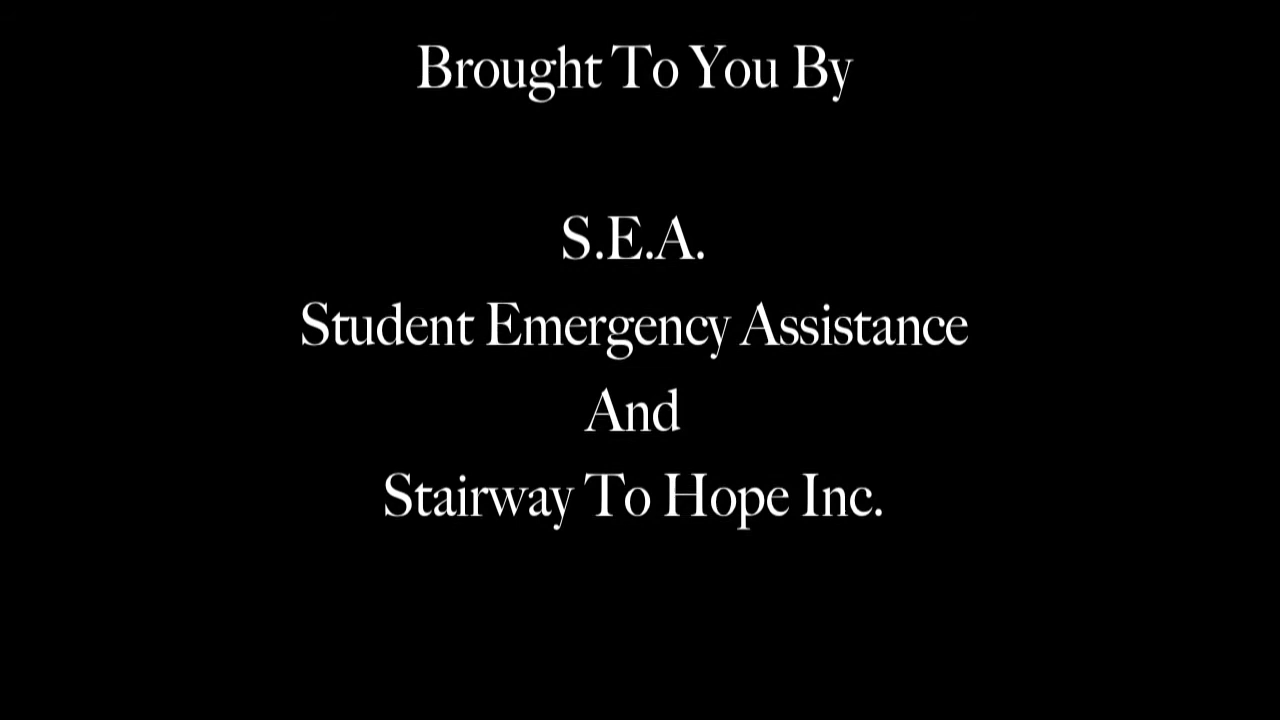 Brought To You By
S.E.A.
Student Emergency Assistance
And
Stairway To Hope Inc.